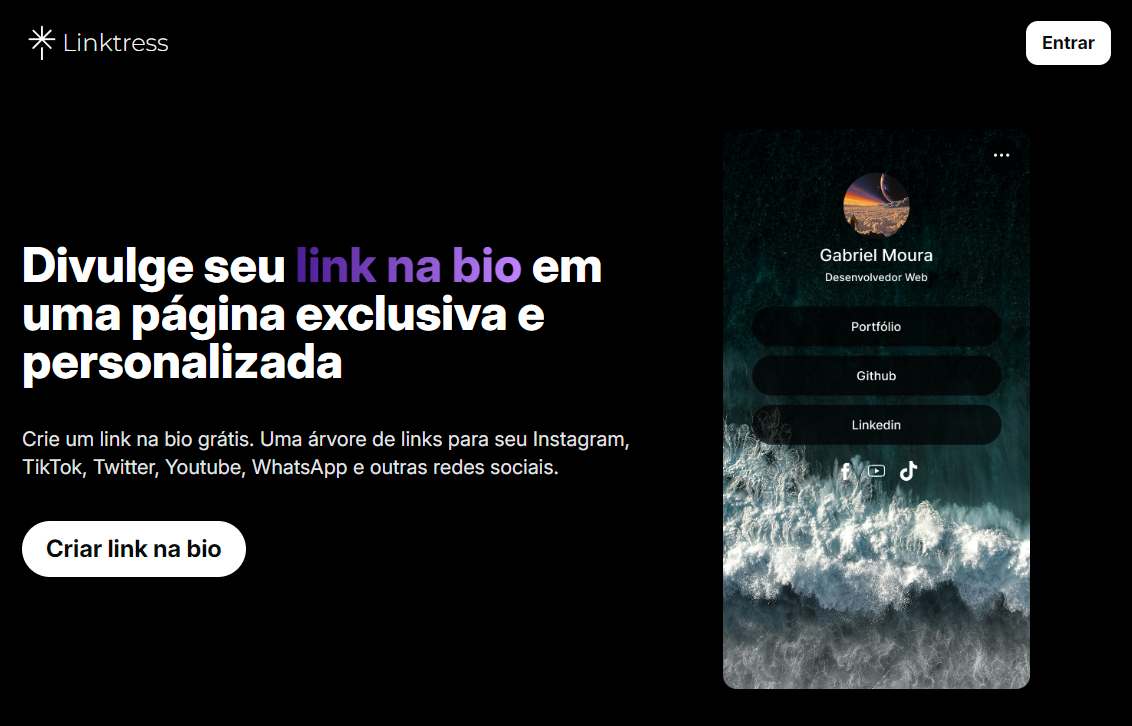 Linktress
Entrar
Divulge seu link na bio em
uma página exclusiva e
personalizada
Crie um link na bio grátis. Uma árvore de links para seu Instagram,
TikTok, Twitter, Youtube, WhatsApp e outras redes sociais.
Criar link na bio
Gabriel Moura
Desenvolvedor Web
Portfólio
Github
Linkedin